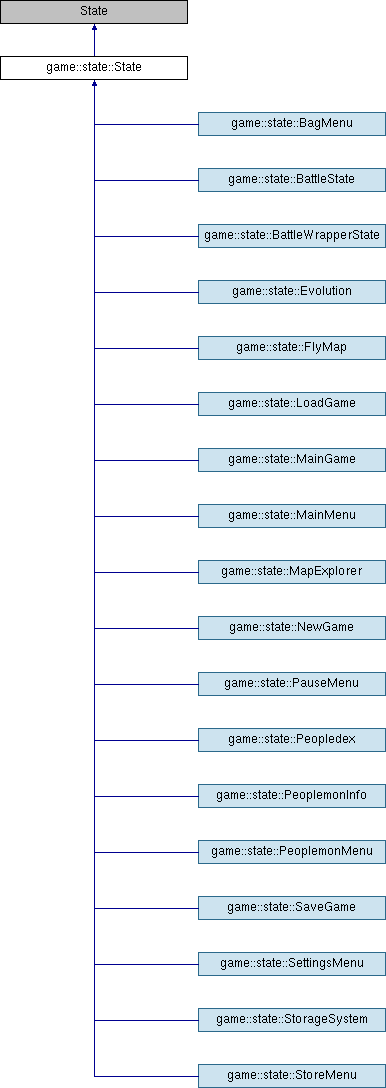 State
game::state::State
game::state::BagMenu
game::state::BattleState
game::state::BattleWrapperState
game::state::Evolution
game::state::FlyMap
game::state::LoadGame
game::state::MainGame
game::state::MainMenu
game::state::MapExplorer
game::state::NewGame
game::state::PauseMenu
game::state::Peopledex
game::state::PeoplemonInfo
game::state::PeoplemonMenu
game::state::SaveGame
game::state::SettingsMenu
game::state::StorageSystem
game::state::StoreMenu